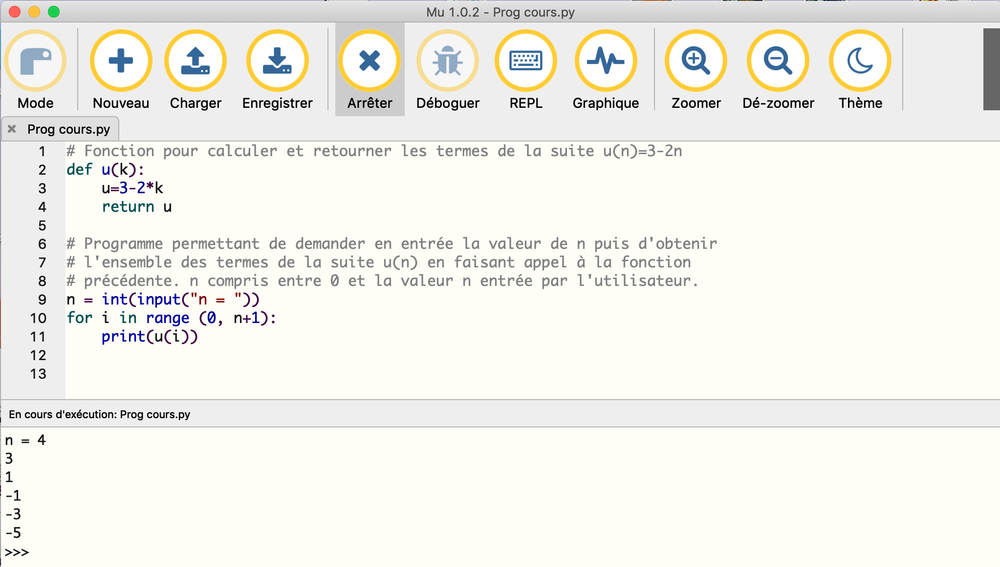 Mu 1.0.2 - Prog cours.py
Mode Nouveau Charger Enregistrer Arrêter Déboguer REPL Graphique Zoomer Dé-zoomer Thème
Prog cours.py
1 # Fonction pour calculer et retourner les termes de la suite u(n)=3-2n
2 def u(k):
3     u=3-2*k
4     return u
5
6 # Programme permettant de demander en entrée la valeur de n puis d'obtenir
7 # l'ensemble des termes de la suite u(n) en faisant appel à la fonction
8 # précédente. n compris entre 0 et la valeur n entrée par l'utilisateur.
9 n = int(input("n = "))
10 for i in range (0, n+1):
11     print(u(i))
12
13
En cours d'exécution: Prog cours.py
n = 4
3
1
-1
-3
-5
>>>